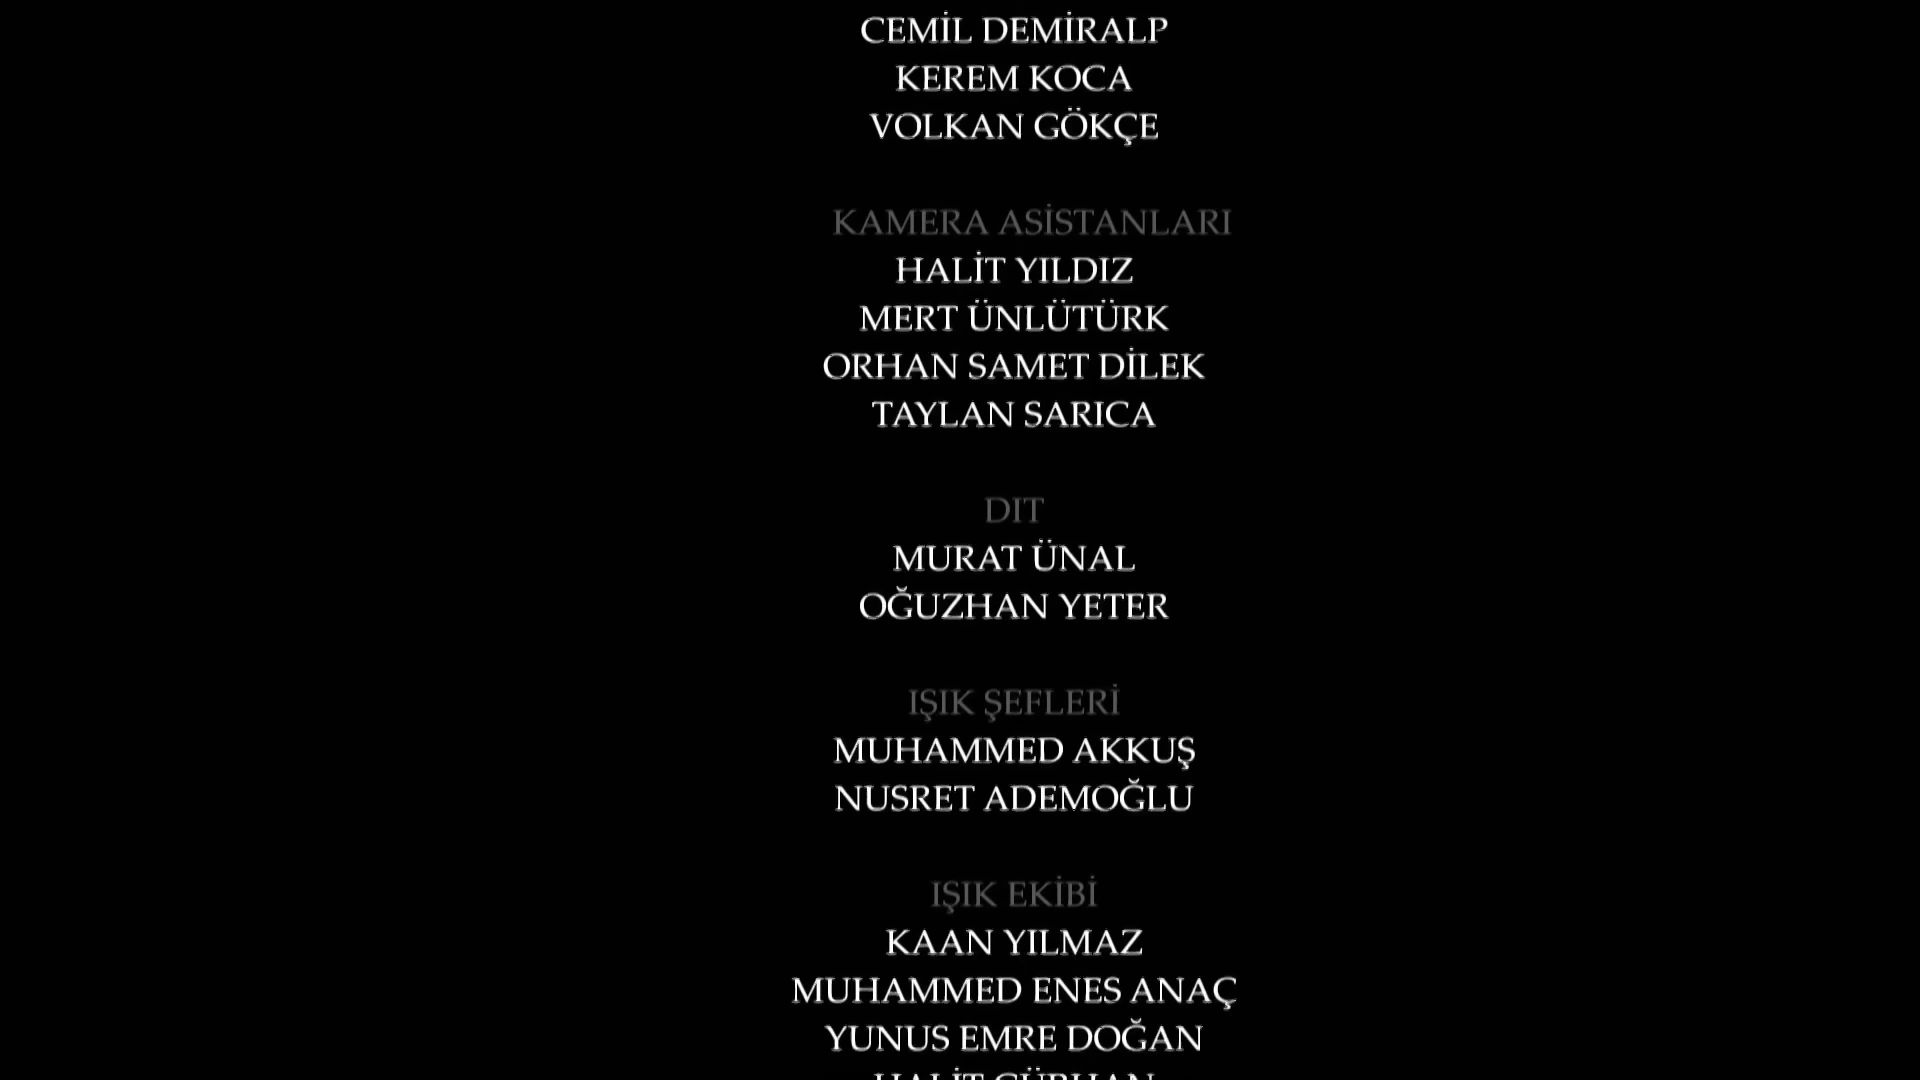 CEMİL DEMİRALP
KEREM KOCA
VOLKAN GÖKÇE
KAMERA ASİSTANLARI
HALİT YILDIZ
MERT ÜNLÜTÜRK
ORHAN SAMET DİLEK
TAYLAN SARICA
DIT
MURAT ÜNAL
OĞUZHAN YETER
IŞIK ŞEFLERİ
MUHAMMED AKKUŞ
NUSRET ADEMOĞLU
IŞIK EKİBİ
KAAN YILMAZ
MUHAMMED ENES ANAÇ
YUNUS EMRE DOĞAN
HALİT